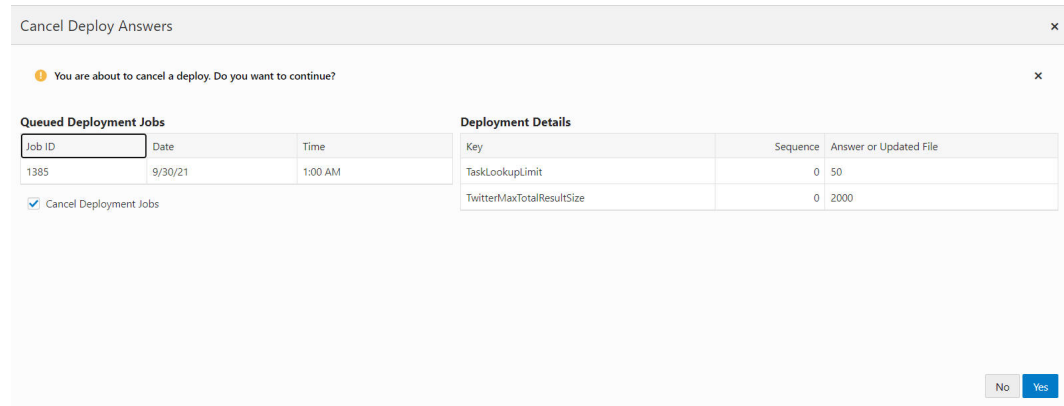 Cancel Deploy Answers
You are about to cancel a deploy. Do you want to continue?
Queued Deployment Jobs
Job ID Date Time
1385 9/30/21 1:00 AM
Cancel Deployment Jobs
Deployment Details
Key Sequence Answer or Updated File
TaskLookupLimit 0 50
TwitterMaxTotalResultSize 0 2000
No Yes